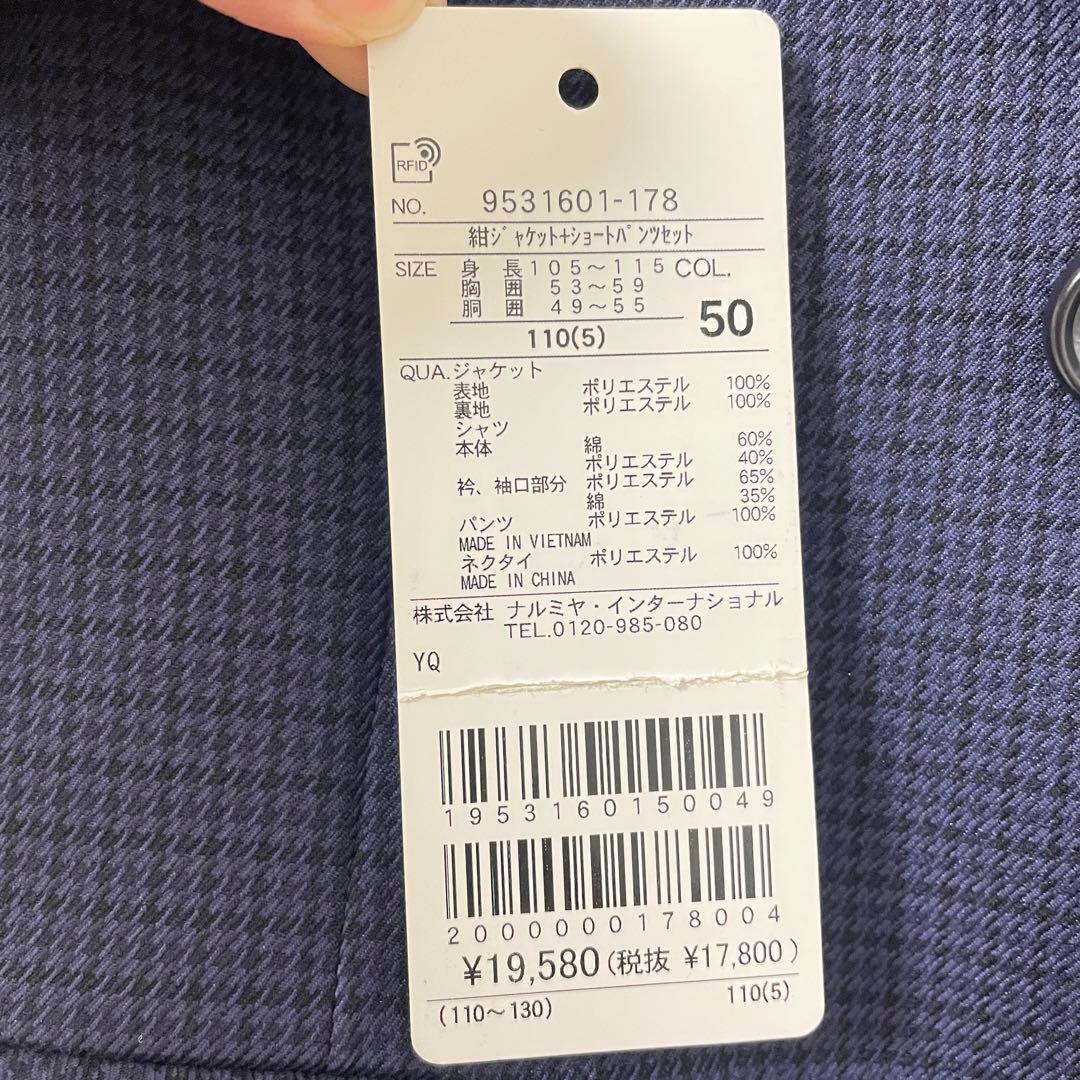 RFID
NO. 9531601-178
紺ｼﾞｬｹｯﾄ+ｼｮｰﾄﾊﾟﾝﾂｾｯﾄ
SIZE 身長 105〜115 COL.
胸囲 53〜59
胴囲 49〜55
50
110(5)
QUA.ジャケット
表地 ポリエステル 100%
裏地 ポリエステル 100%
シャツ
本体 綿 60%
ポリエステル 40%
衿、袖口部分 ポリエステル 65%
綿 35%
パンツ ポリエステル 100%
MADE IN VIETNAM
ネクタイ ポリエステル 100%
MADE IN CHINA
株式会社 ナルミヤ・インターナショナル
TEL.0120-985-080
YQ
1953160150049
2000000178004
¥19,580(税抜 ¥17,800)
(110〜130) 110(5)